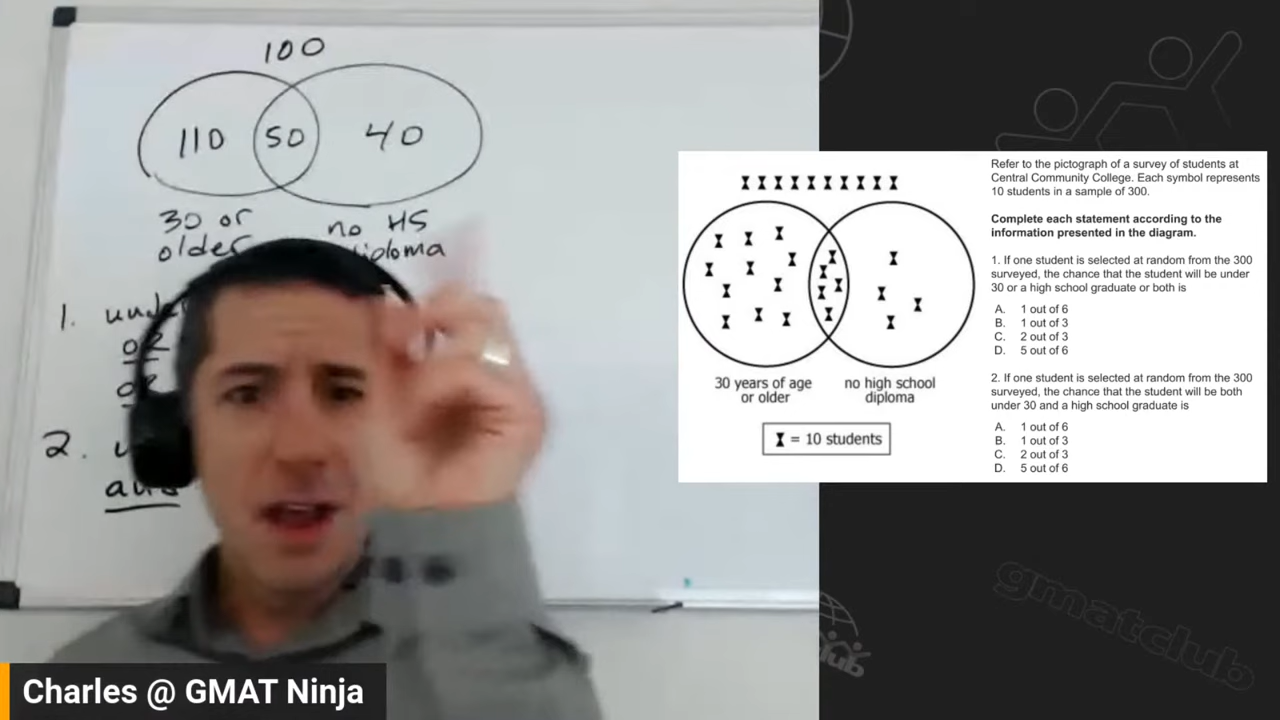 100
110 50 40
30 or
older
no HS
diploma
1.
or
or
2.
and
Charles @ GMAT Ninja
Refer to the pictograph of a survey of students at
Central Community College. Each symbol represents
10 students in a sample of 300.
Complete each statement according to the
information presented in the diagram.
1. If one student is selected at random from the 300
surveyed, the chance that the student will be under
30 or a high school graduate or both is
A. 1 out of 6
B. 1 out of 3
C. 2 out of 3
D. 5 out of 6
2. If one student is selected at random from the 300
surveyed, the chance that the student will be both
under 30 and a high school graduate is
A. 1 out of 6
B. 1 out of 3
C. 2 out of 3
D. 5 out of 6
30 years of age
or older
no high school
diploma
= 10 students
gmatclub